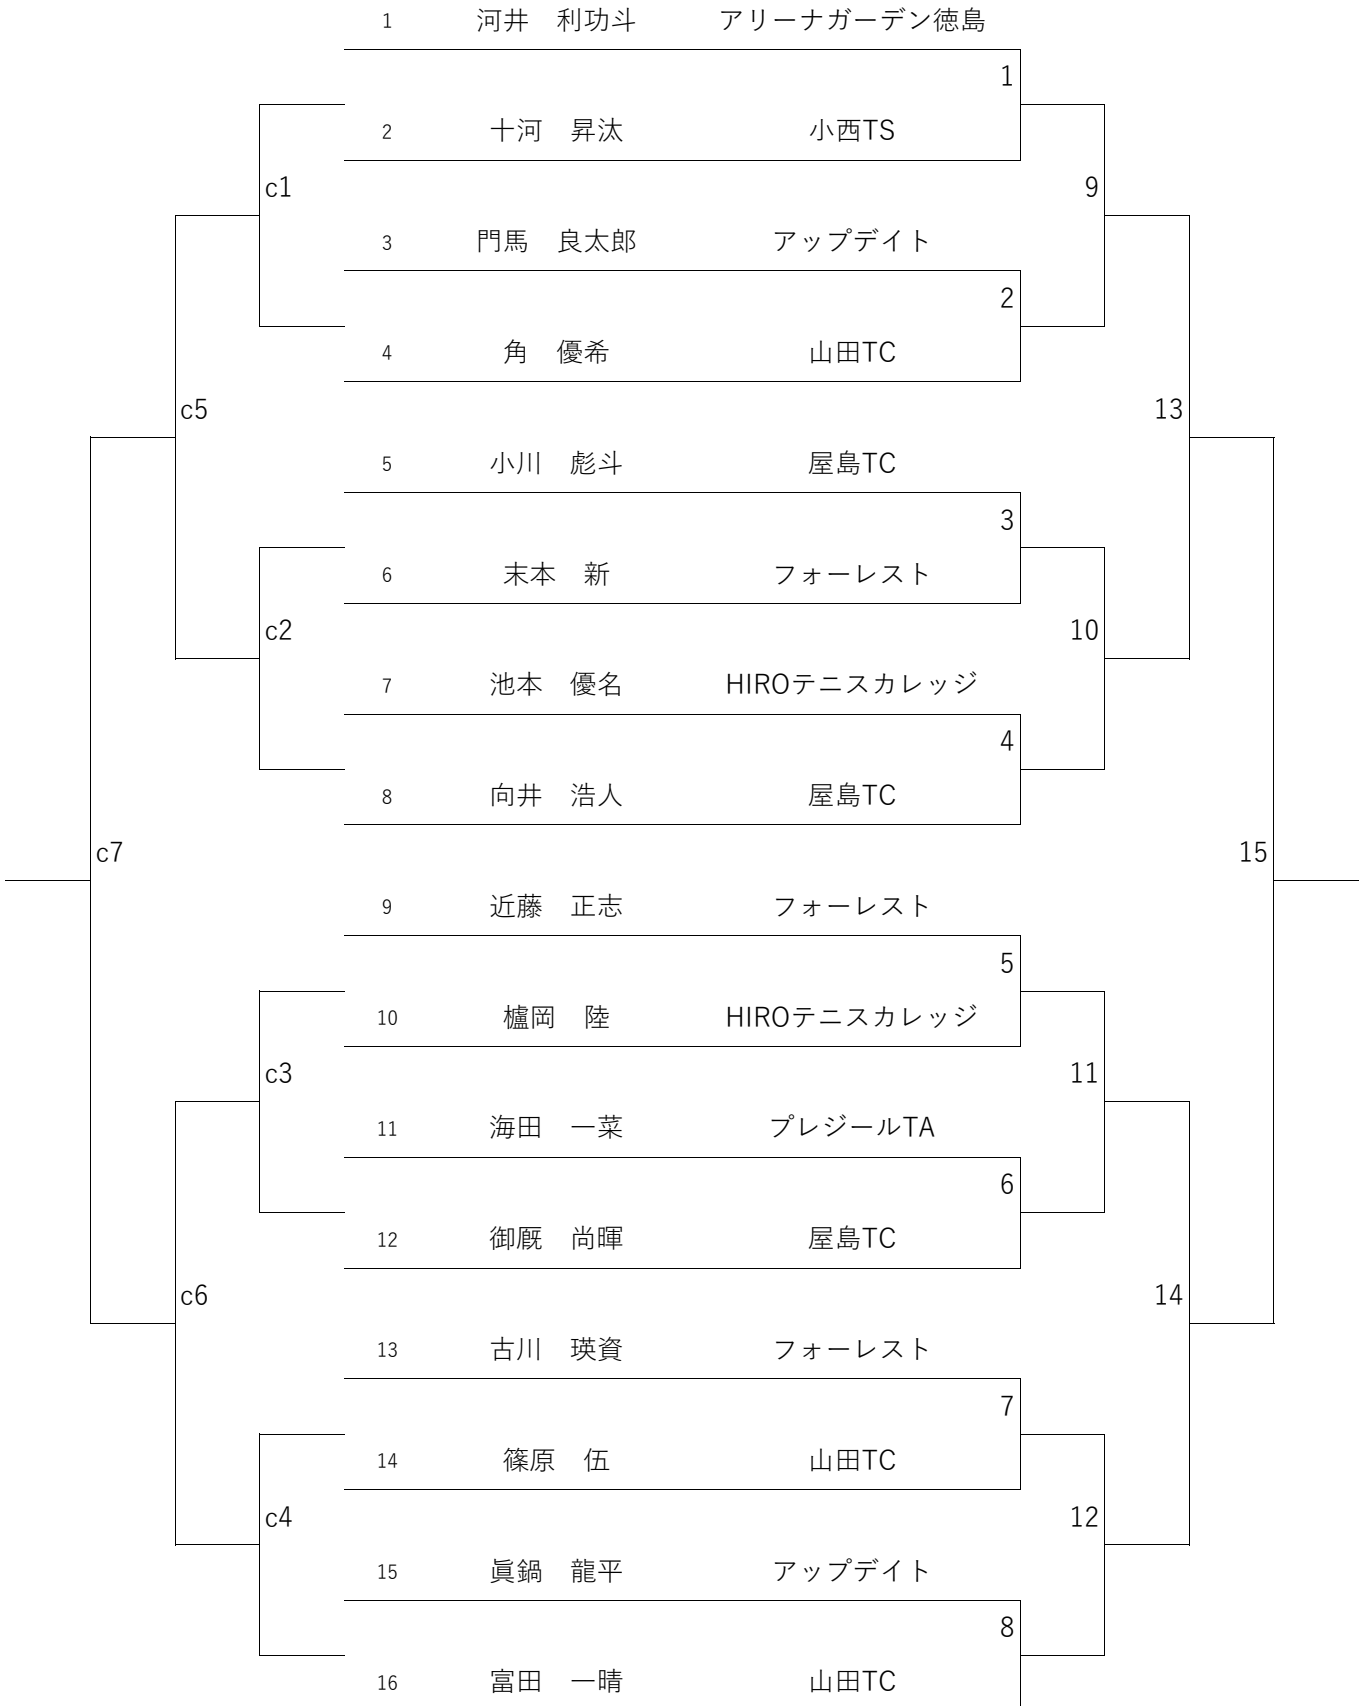 1 河井　利功斗 アリーナガーデン徳島
1
2 十河　昇汰 小西TS
c1 9
3 門馬　良太郎 アップデイト
2
4 角　優希 山田TC
c5 13
5 小川　彪斗 屋島TC
3
6 末本　新 フォーレスト
c2 10
7 池本　優名 HIROテニスカレッジ
4
8 向井　浩人 屋島TC
c7 15
9 近藤　正志 フォーレスト
5
10 櫨岡　陸 HIROテニスカレッジ
c3 11
11 海田　一菜 プレジールTA
6
12 御厩　尚暉 屋島TC
c6 14
13 古川　瑛資 フォーレスト
7
14 篠原　伍 山田TC
c4 12
15 眞鍋　龍平 アップデイト
8
16 富田　一晴 山田TC